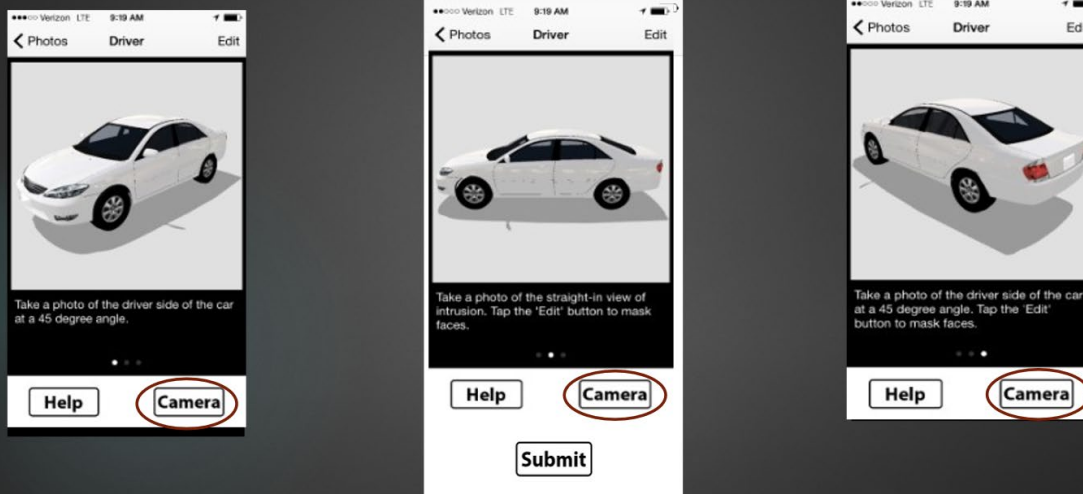 Verizon LTE 9:19 AM
Photos Driver Edit
Take a photo of the driver side of the car
at a 45 degree angle.
Help Camera
Verizon LTE 9:19 AM
Photos Driver Edit
Take a photo of the straight-in view of
intrusion. Tap the 'Edit' button to mask
faces.
Help Camera
Submit
Verizon LTE 9:19 AM
Photos Driver Ed
Take a photo of the driver side of the car
at a 45 degree angle. Tap the 'Edit'
button to mask faces.
Help Camera